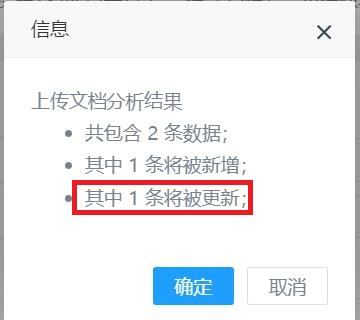 信息
上传文档分析结果
共包含 2 条数据;
其中 1 条将被新增;
其中 1 条将被更新;
确定
取消